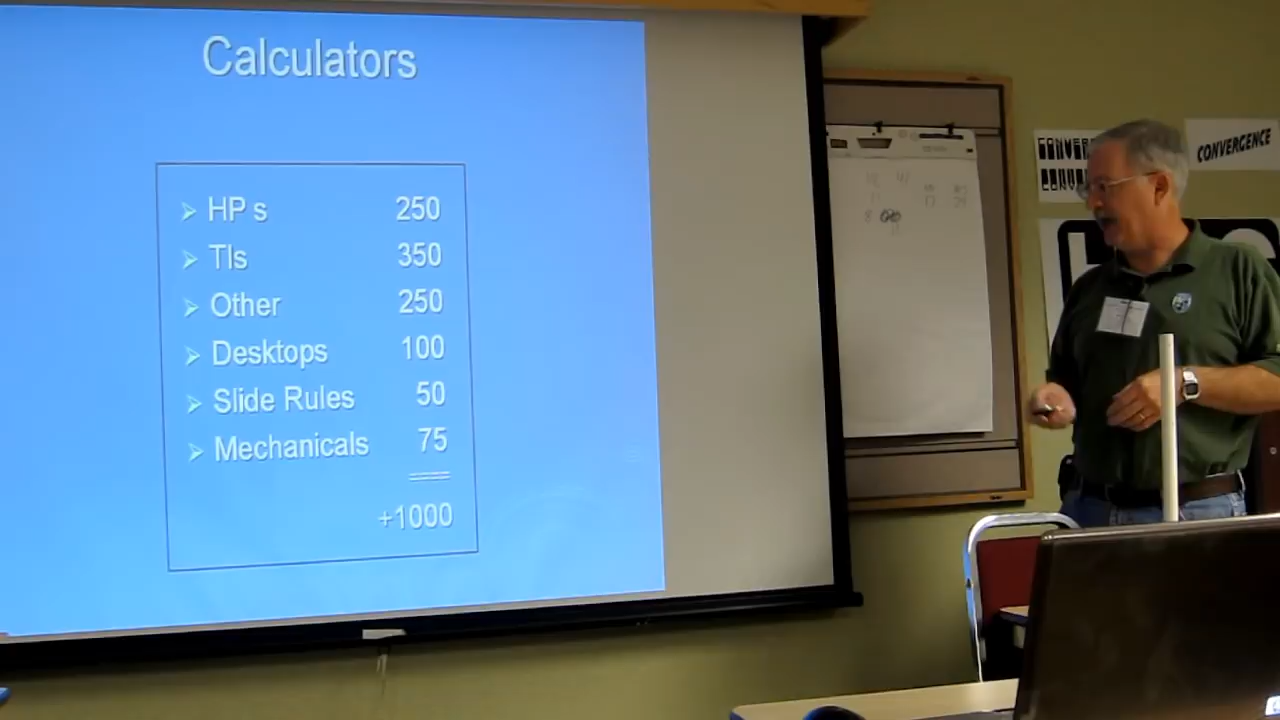 Calculators
HP s 250
TIs 350
Other 250
Desktops 100
Slide Rules 50
Mechanicals 75
+1000
CONVERGENCE